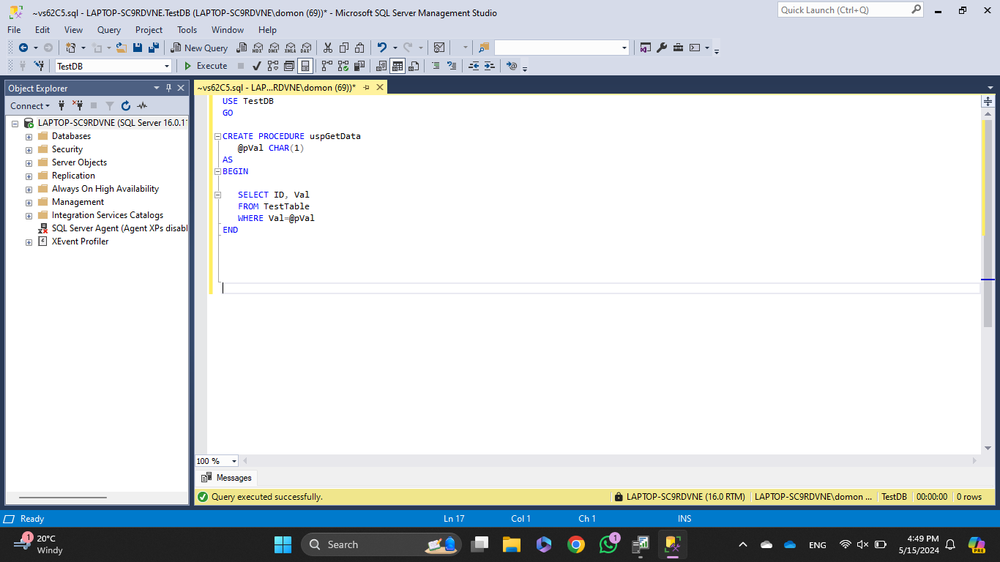 ~vs62C5.sql - LAPTOP-SC9RDVNE.TestDB (LAPTOP-SC9RDVNE\domon (69))* - Microsoft SQL Server Management Studio
Quick Launch (Ctrl+Q)
File Edit View Query Project Tools Window Help
New Query
MDX DMX XMLA DAX
TestDB
Execute
Object Explorer
~vs62C5.sql - LAP...RDVNE\domon (69))*
Connect
LAPTOP-SC9RDVNE (SQL Server 16.0.1
Databases
Security
Server Objects
Replication
Always On High Availability
Management
Integration Services Catalogs
SQL Server Agent (Agent XPs disabl
XEvent Profiler
USE TestDB
GO
CREATE PROCEDURE uspGetData
@pVal CHAR(1)
AS
BEGIN
SELECT ID, Val
FROM TestTable
WHERE Val=@pVal
END
100 %
Messages
Query executed successfully.
LAPTOP-SC9RDVNE (16.0 RTM)
LAPTOP-SC9RDVNE\domon ...
TestDB
00:00:00
0 rows
Ready
Ln 17
Col 1
Ch 1
INS
1
20°C
Windy
Search
1
ENG
4:49 PM
5/15/2024
PRE